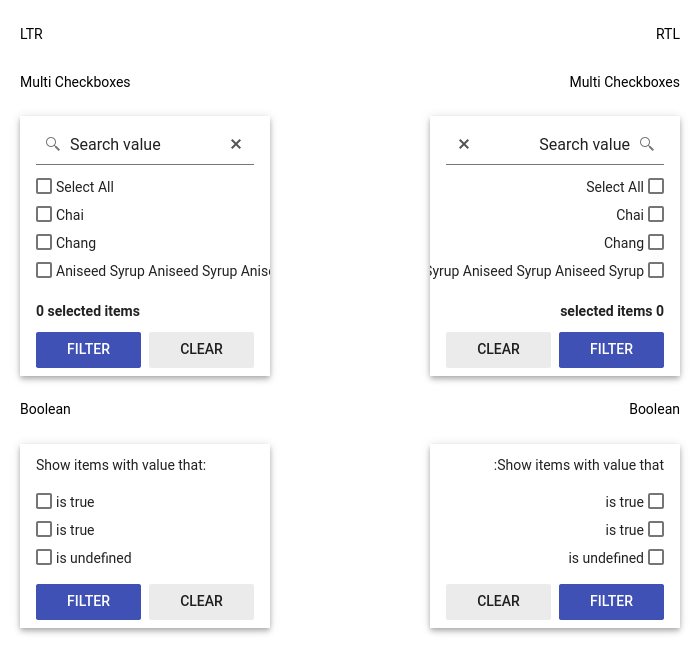 LTR
RTL
Multi Checkboxes
Multi Checkboxes
Search value
Search value
Select All
Chai
Chang
Aniseed Syrup Aniseed Syrup
Select All
Chai
Chang
Aniseed Syrup Aniseed Syrup
0 selected items
selected items 0
FILTER
CLEAR
CLEAR
FILTER
Boolean
Boolean
Show items with value that:
:Show items with value that
is true
is true
is undefined
is true
is true
is undefined
FILTER
CLEAR
CLEAR
FILTER